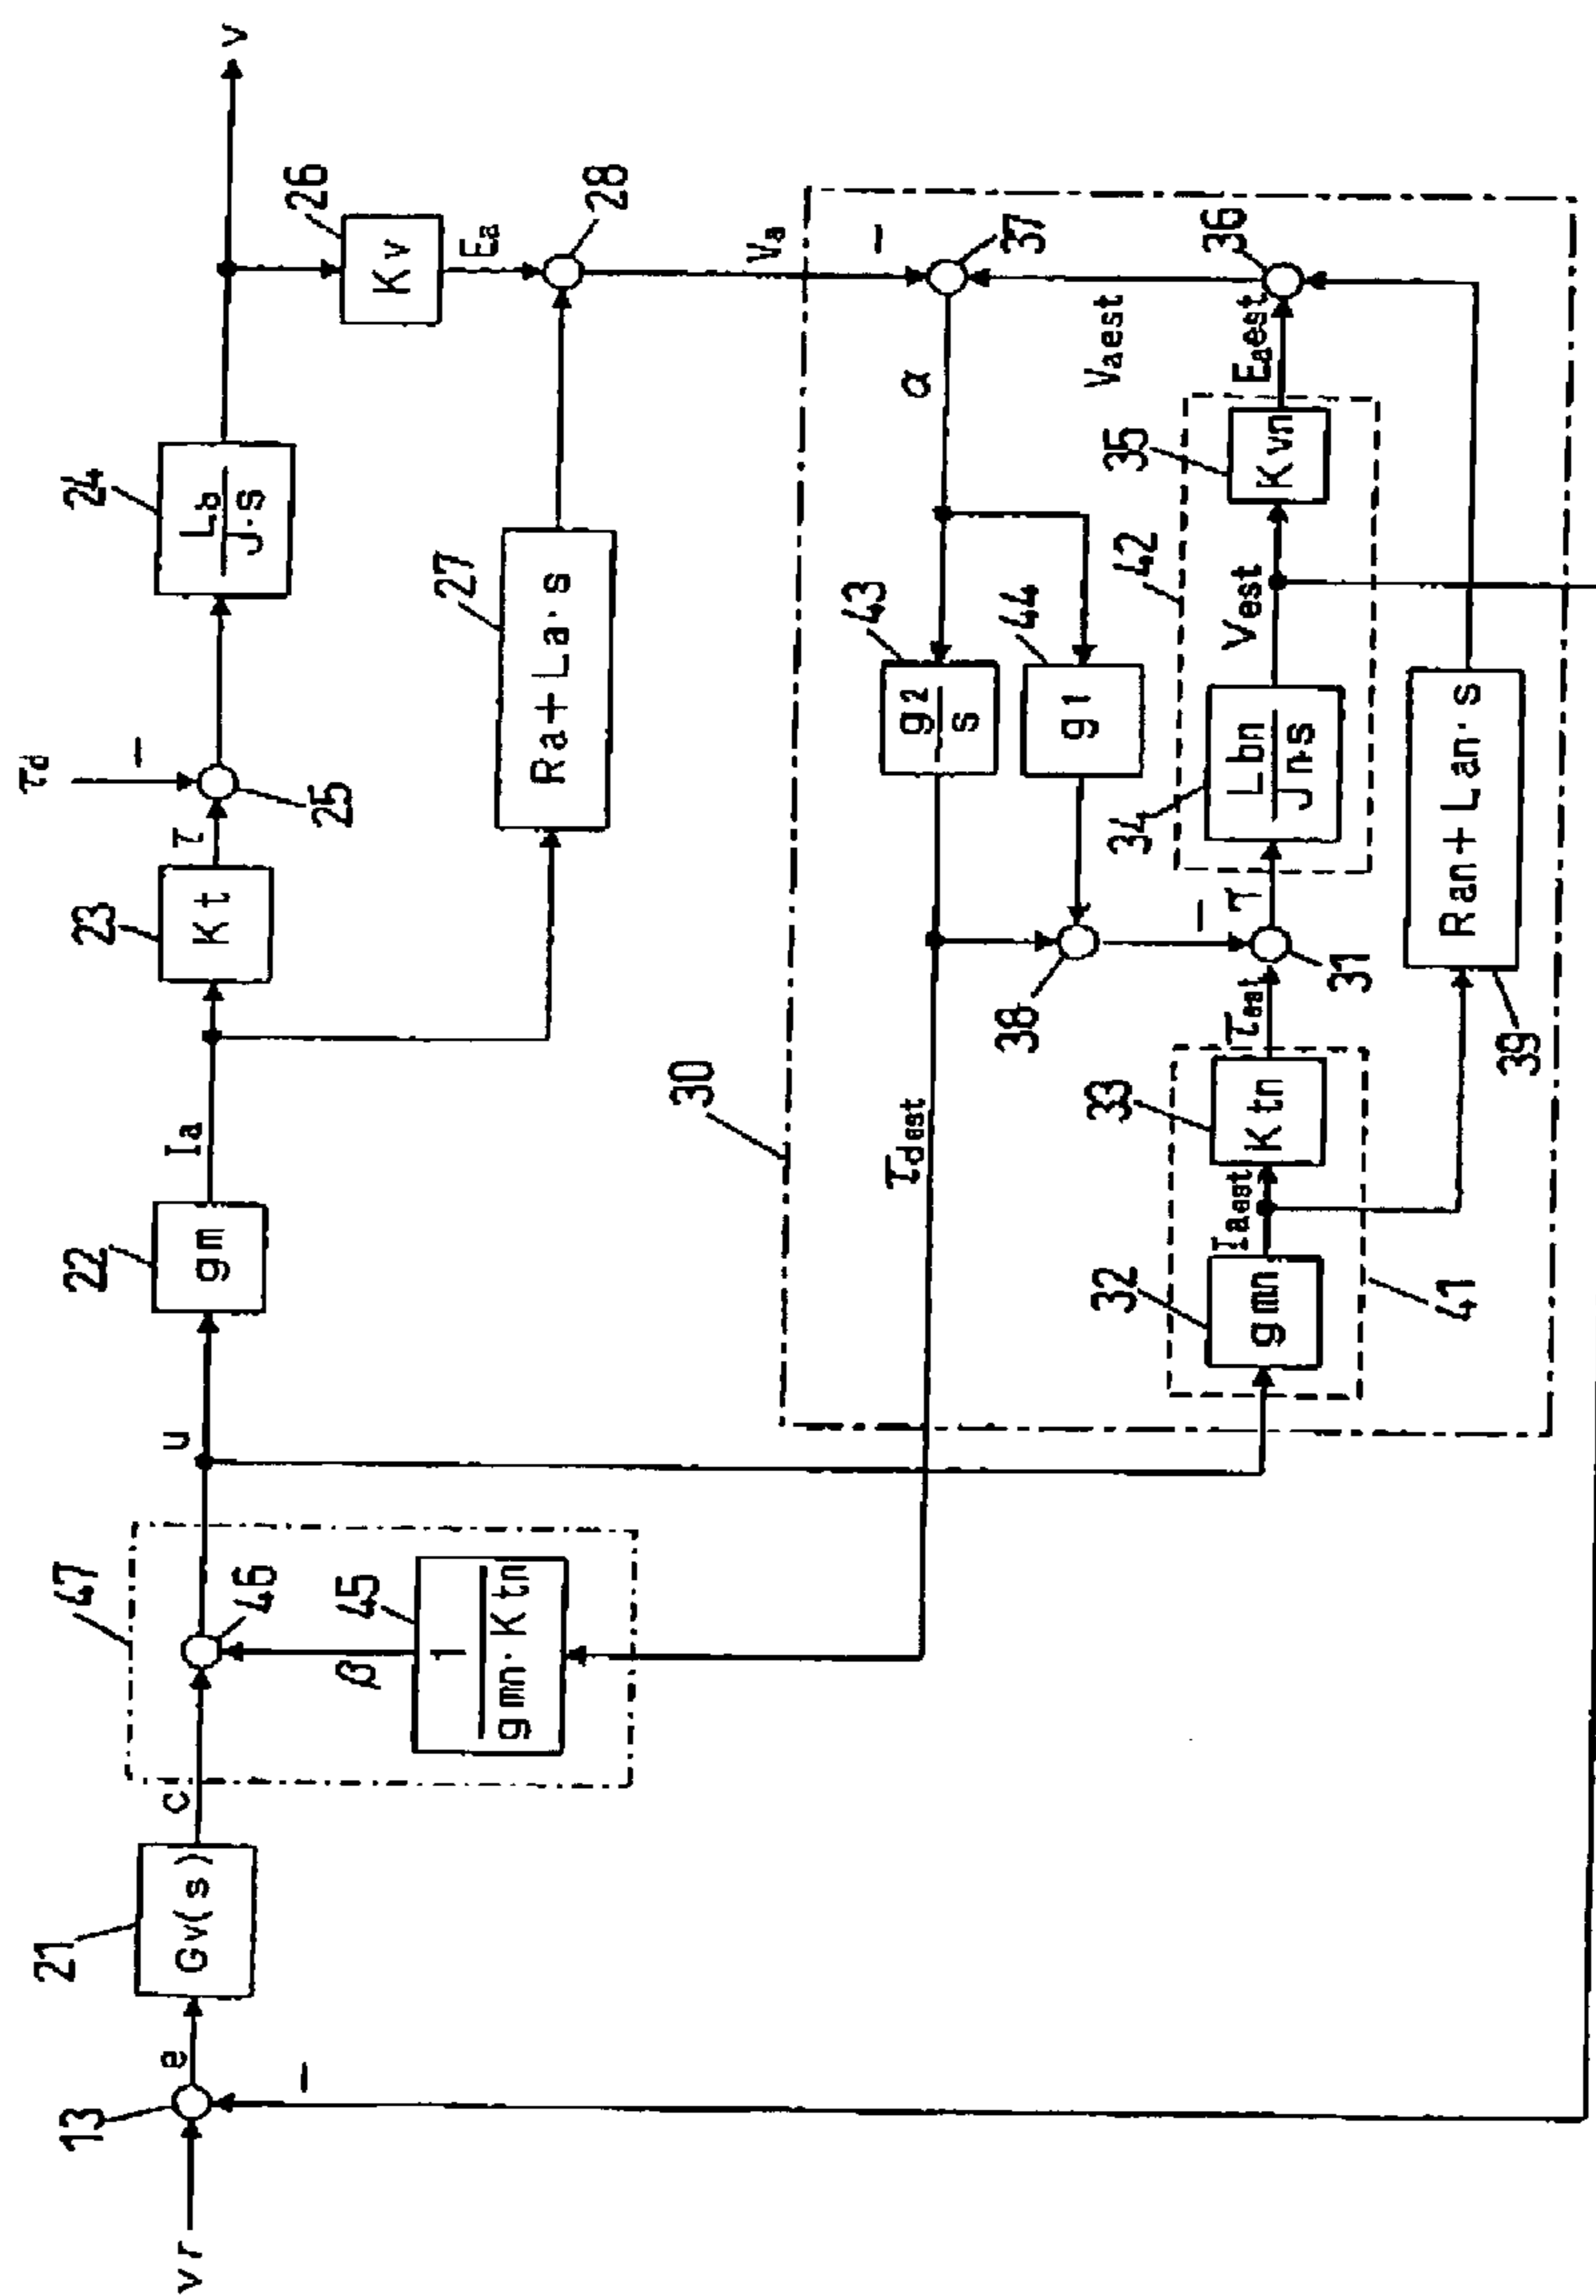 vr
13
e
−
21
Gv(s)
c
47
46
β
45
1
gmn·Ktn
u
22
gm
Ia
23
Kt
τ
τd
−
25
24
Lb
J·s
v
26
Kv
Ea
27
Ra+La·s
28
Va
30
−
37
α
43
g2
s
44
g1
τdest
38
−
γ
31
41
32
gmn
Iaest
33
Ktn
τest
42
34
Lbn
Jn·s
Vest
35
Kvn
Eaest
36
Vaest
39
Ran+Lan·s